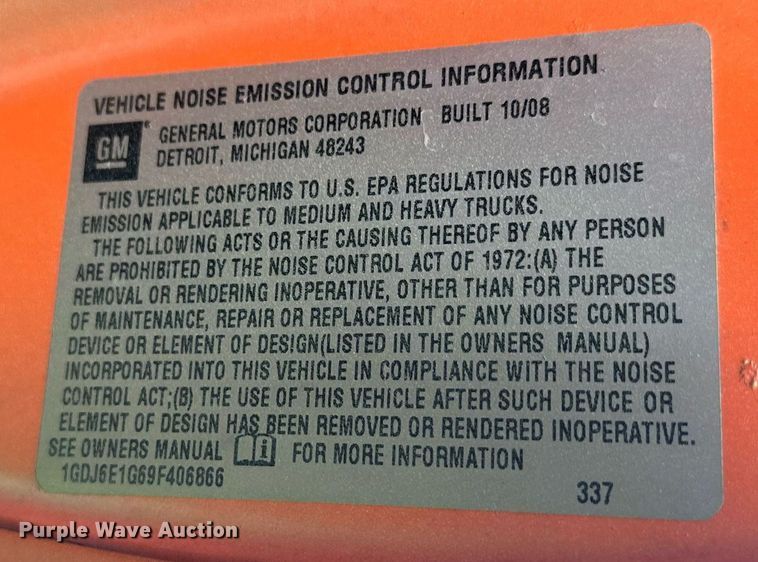 VEHICLE NOISE EMISSION CONTROL INFORMATION
GM GENERAL MOTORS CORPORATION BUILT 10/08
DETROIT, MICHIGAN 48243
THIS VEHICLE CONFORMS TO U.S. EPA REGULATIONS FOR NOISE
EMISSION APPLICABLE TO MEDIUM AND HEAVY TRUCKS.
THE FOLLOWING ACTS OR THE CAUSING THEREOF BY ANY PERSON
ARE PROHIBITED BY THE NOISE CONTROL ACT OF 1972:(A) THE
REMOVAL OR RENDERING INOPERATIVE, OTHER THAN FOR PURPOSES
OF MAINTENANCE, REPAIR OR REPLACEMENT OF ANY NOISE CONTROL
DEVICE OR ELEMENT OF DESIGN(LISTED IN THE OWNERS MANUAL)
INCORPORATED INTO THIS VEHICLE IN COMPLIANCE WITH THE NOISE
CONTROL ACT;(B) THE USE OF THIS VEHICLE AFTER SUCH DEVICE OR
ELEMENT OF DESIGN HAS BEEN REMOVED OR RENDERED INOPERATIVE.
SEE OWNERS MANUAL i FOR MORE INFORMATION
1GDJ6E1G69F406866 337
Purple Wave Auction
Purple Wave Auction